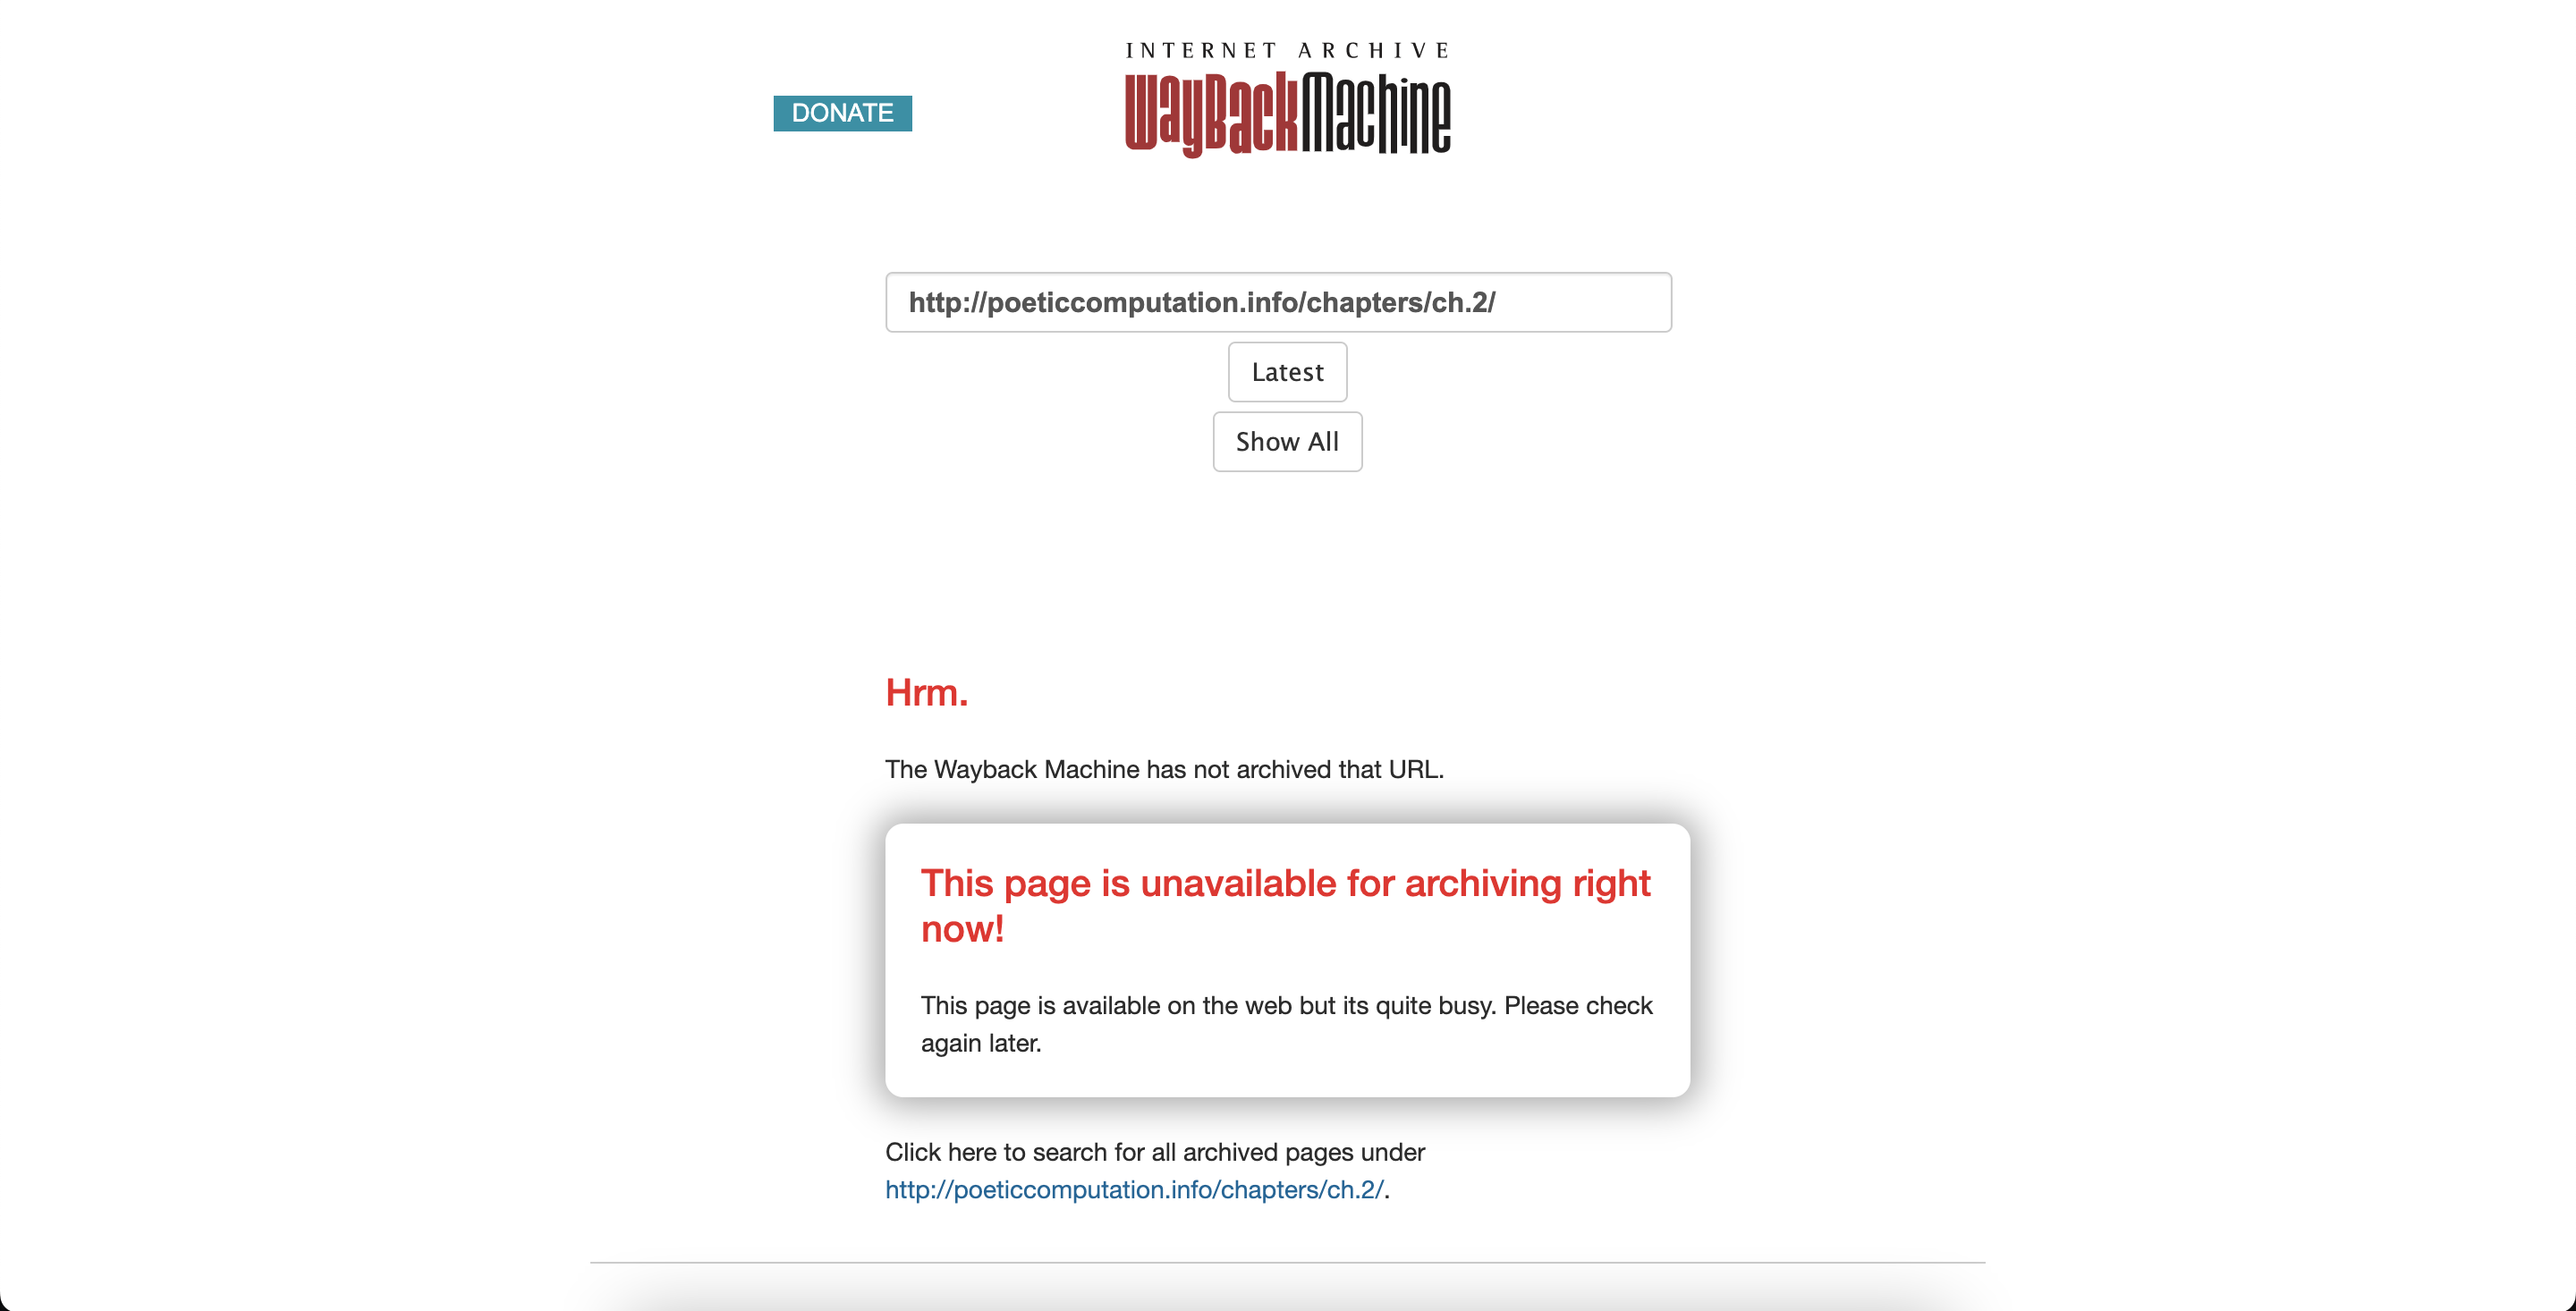 INTERNET ARCHIVE
WayBackMachine
DONATE
http://poeticcomputation.info/chapters/ch.2/
Latest
Show All
Hrm.
The Wayback Machine has not archived that URL.
This page is unavailable for archiving right
now!
This page is available on the web but its quite busy. Please check
again later.
Click here to search for all archived pages under
http://poeticcomputation.info/chapters/ch.2/.